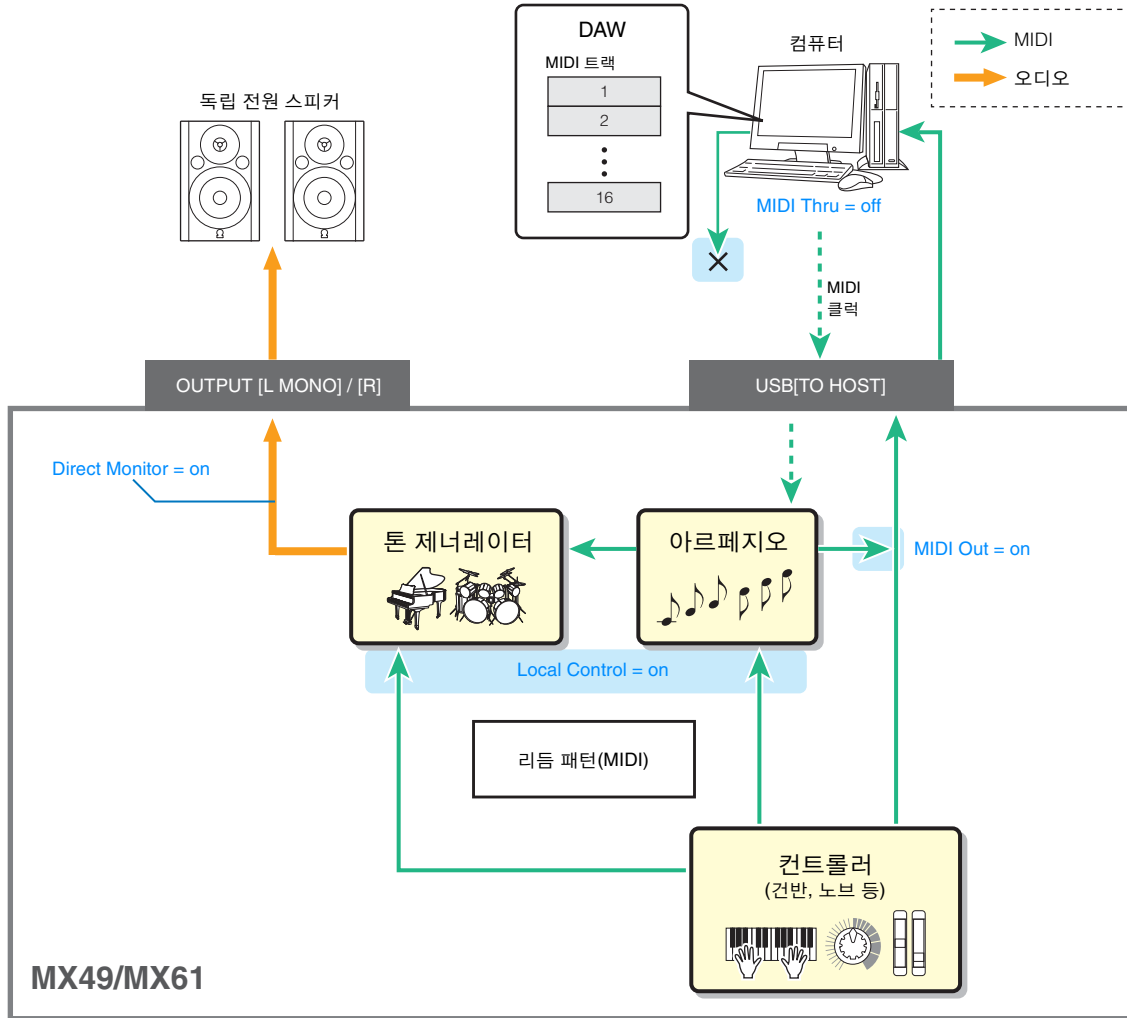 DAW
MIDI 트랙
1
2
16
컴퓨터
MIDI
오디오
독립 전원 스피커
MIDI Thru = off
MIDI
클럭
OUTPUT [L MONO] / [R]
USB[TO HOST]
Direct Monitor = on
톤 제너레이터
아르페지오
MIDI Out = on
Local Control = on
리듬 패턴(MIDI)
컨트롤러
(건반, 노브 등)
MX49/MX61